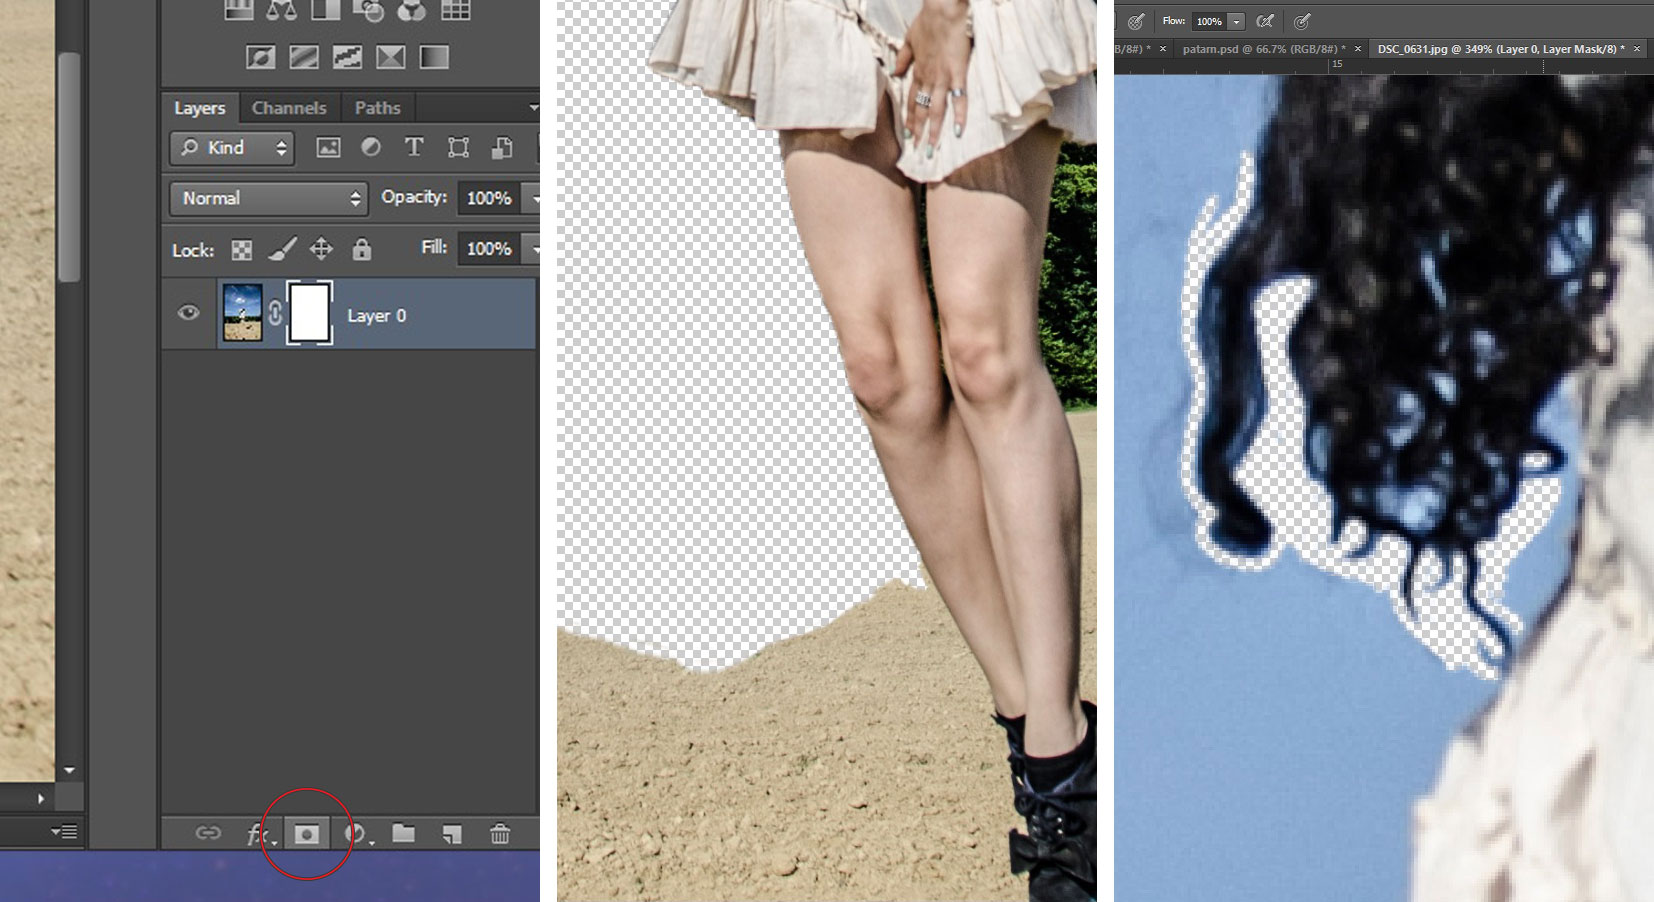 Layers Channels Paths
Kind
Normal Opacity: 100%
Lock: Fill: 100%
Layer 0
fx
Flow: 100%
B/8#) * × patarn.psd @ 66.7% (RGB/8#) * × DSC_0631.jpg @ 349% (Layer 0, Layer Mask/8) * ×
15